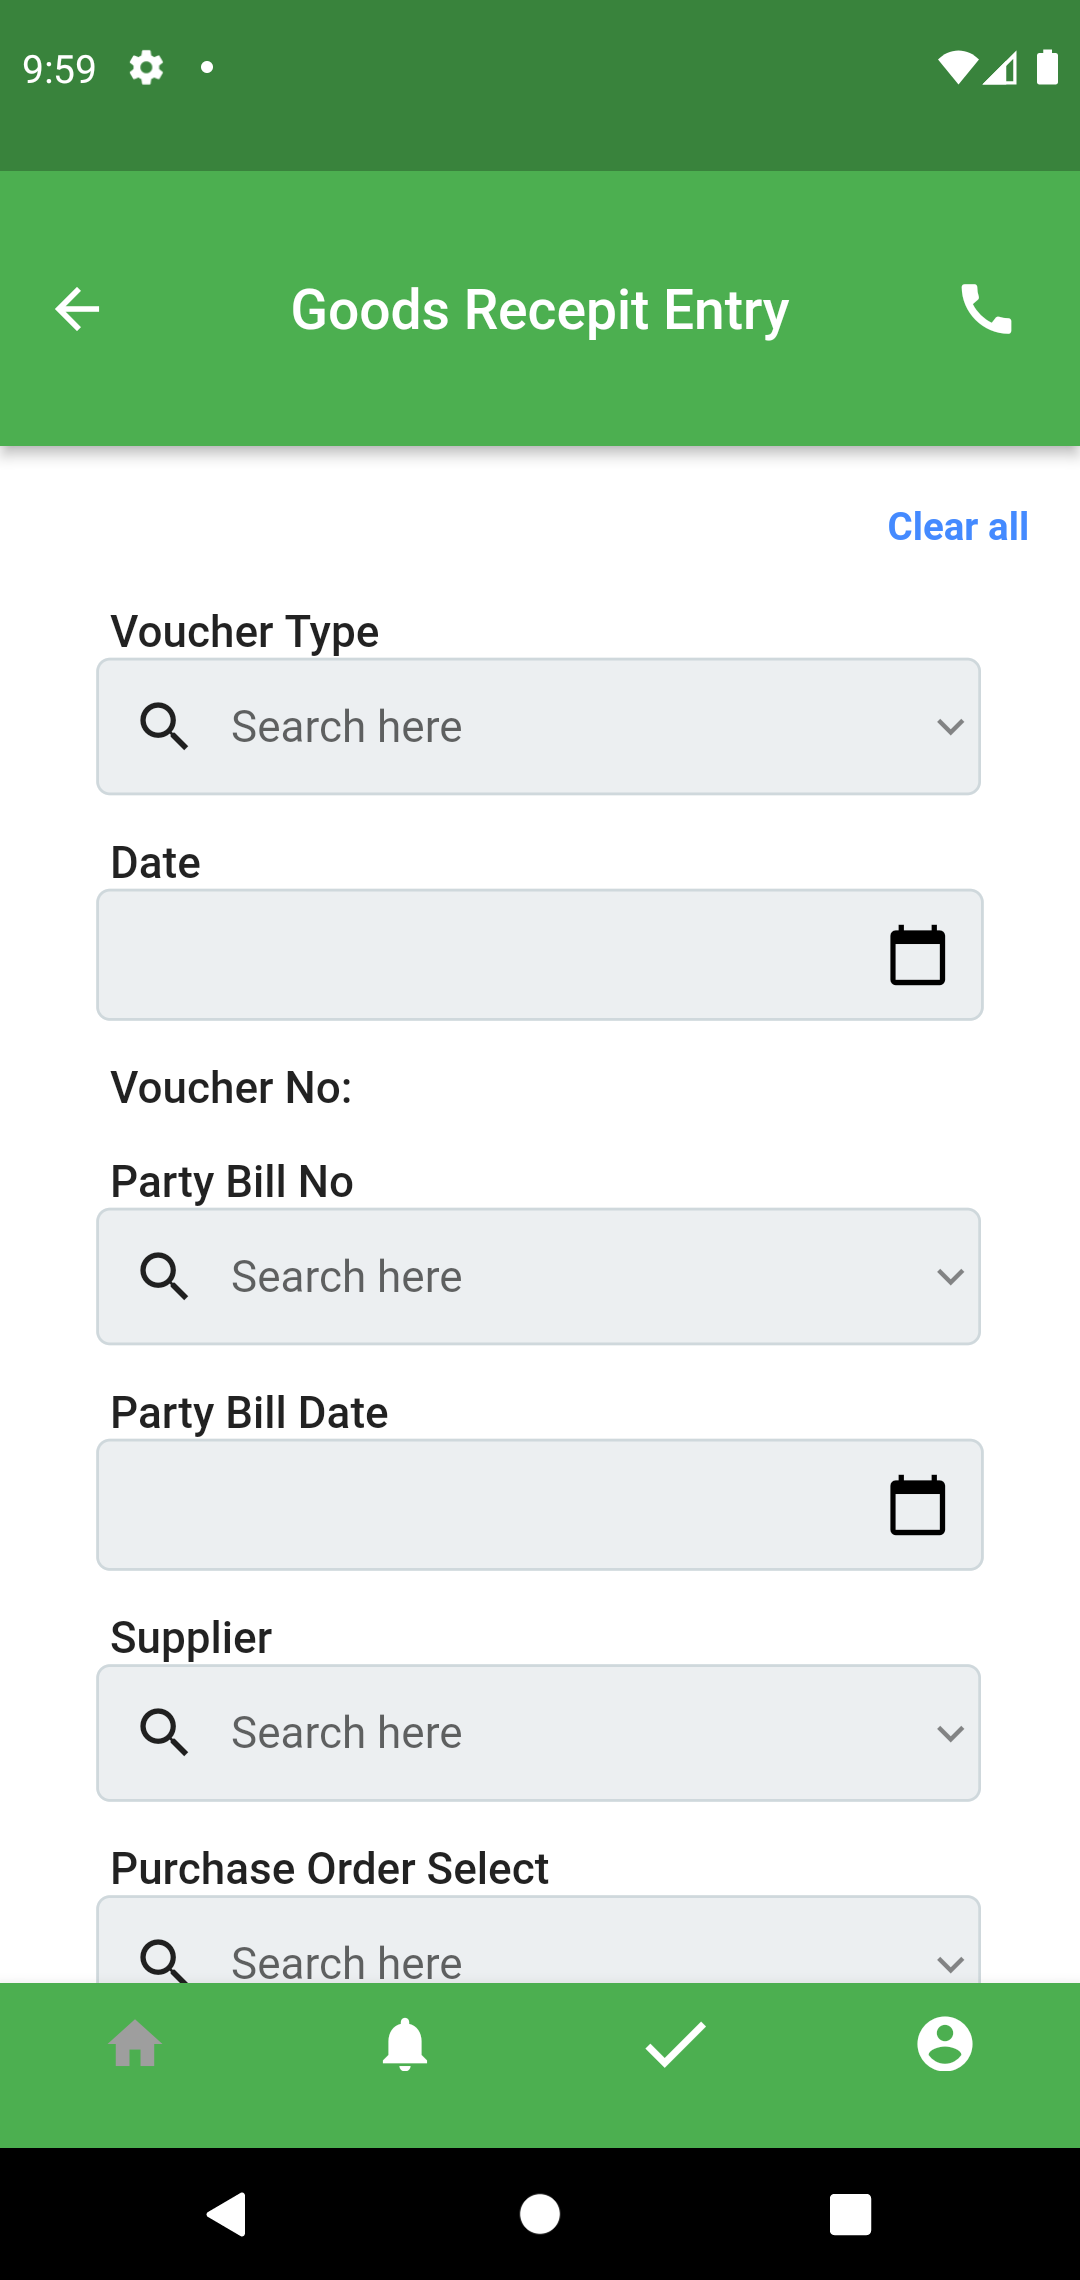 9:59
Goods Recepit Entry
Clear all
Voucher Type
Search here
Date
Voucher No:
Party Bill No
Search here
Party Bill Date
Supplier
Search here
Purchase Order Select
Search here